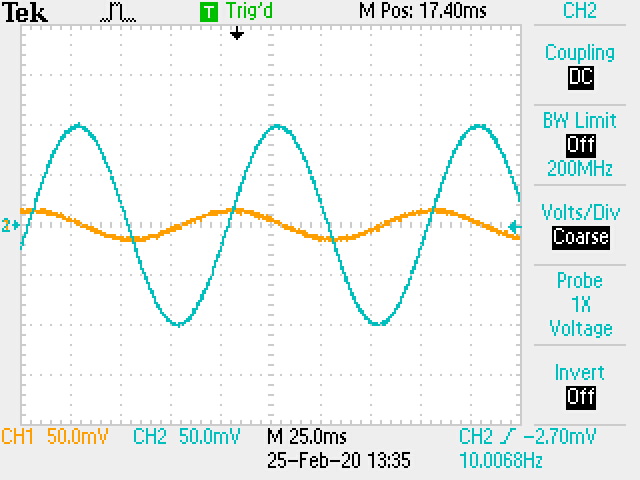 Tek T Trig'd M Pos: 17.40ms CH2
Coupling
DC
BW Limit
Off
200MHz
Volts/Div
Coarse
Probe
1X
Voltage
Invert
Off
2
CH1 50.0mV CH2 50.0mV M 25.0ms CH2 -2.70mV
25-Feb-20 13:35 10.0068Hz